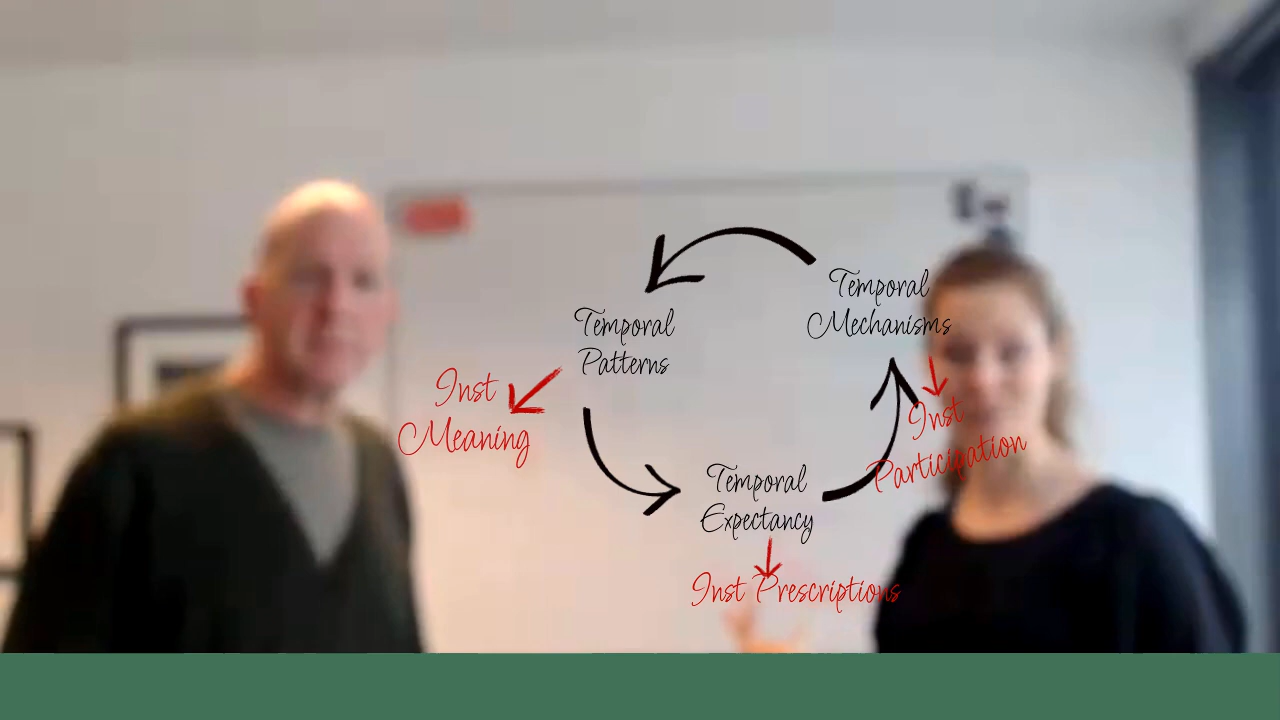 Temporal
Mechanisms
Temporal
Patterns
Inst
Meaning
Inst
Participation
Temporal
Expectancy
Inst Prescriptions